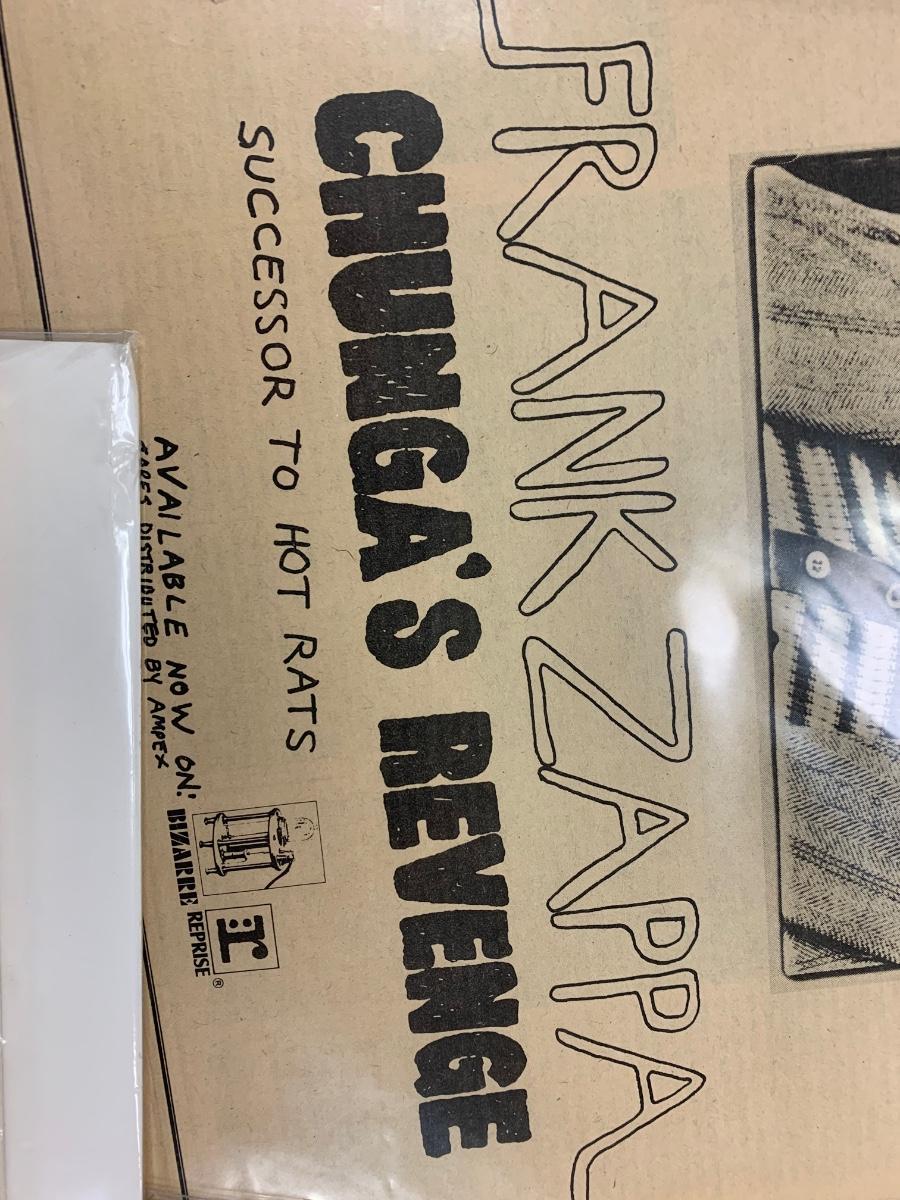 FRANK ZAPPA
CHUNGA'S REVENGE
SUCCESSOR TO HOT RATS
AVAILABLE NOW ON: BIZARRE REPRISE ®
TAPES DISTRIBUTED BY AMPEX